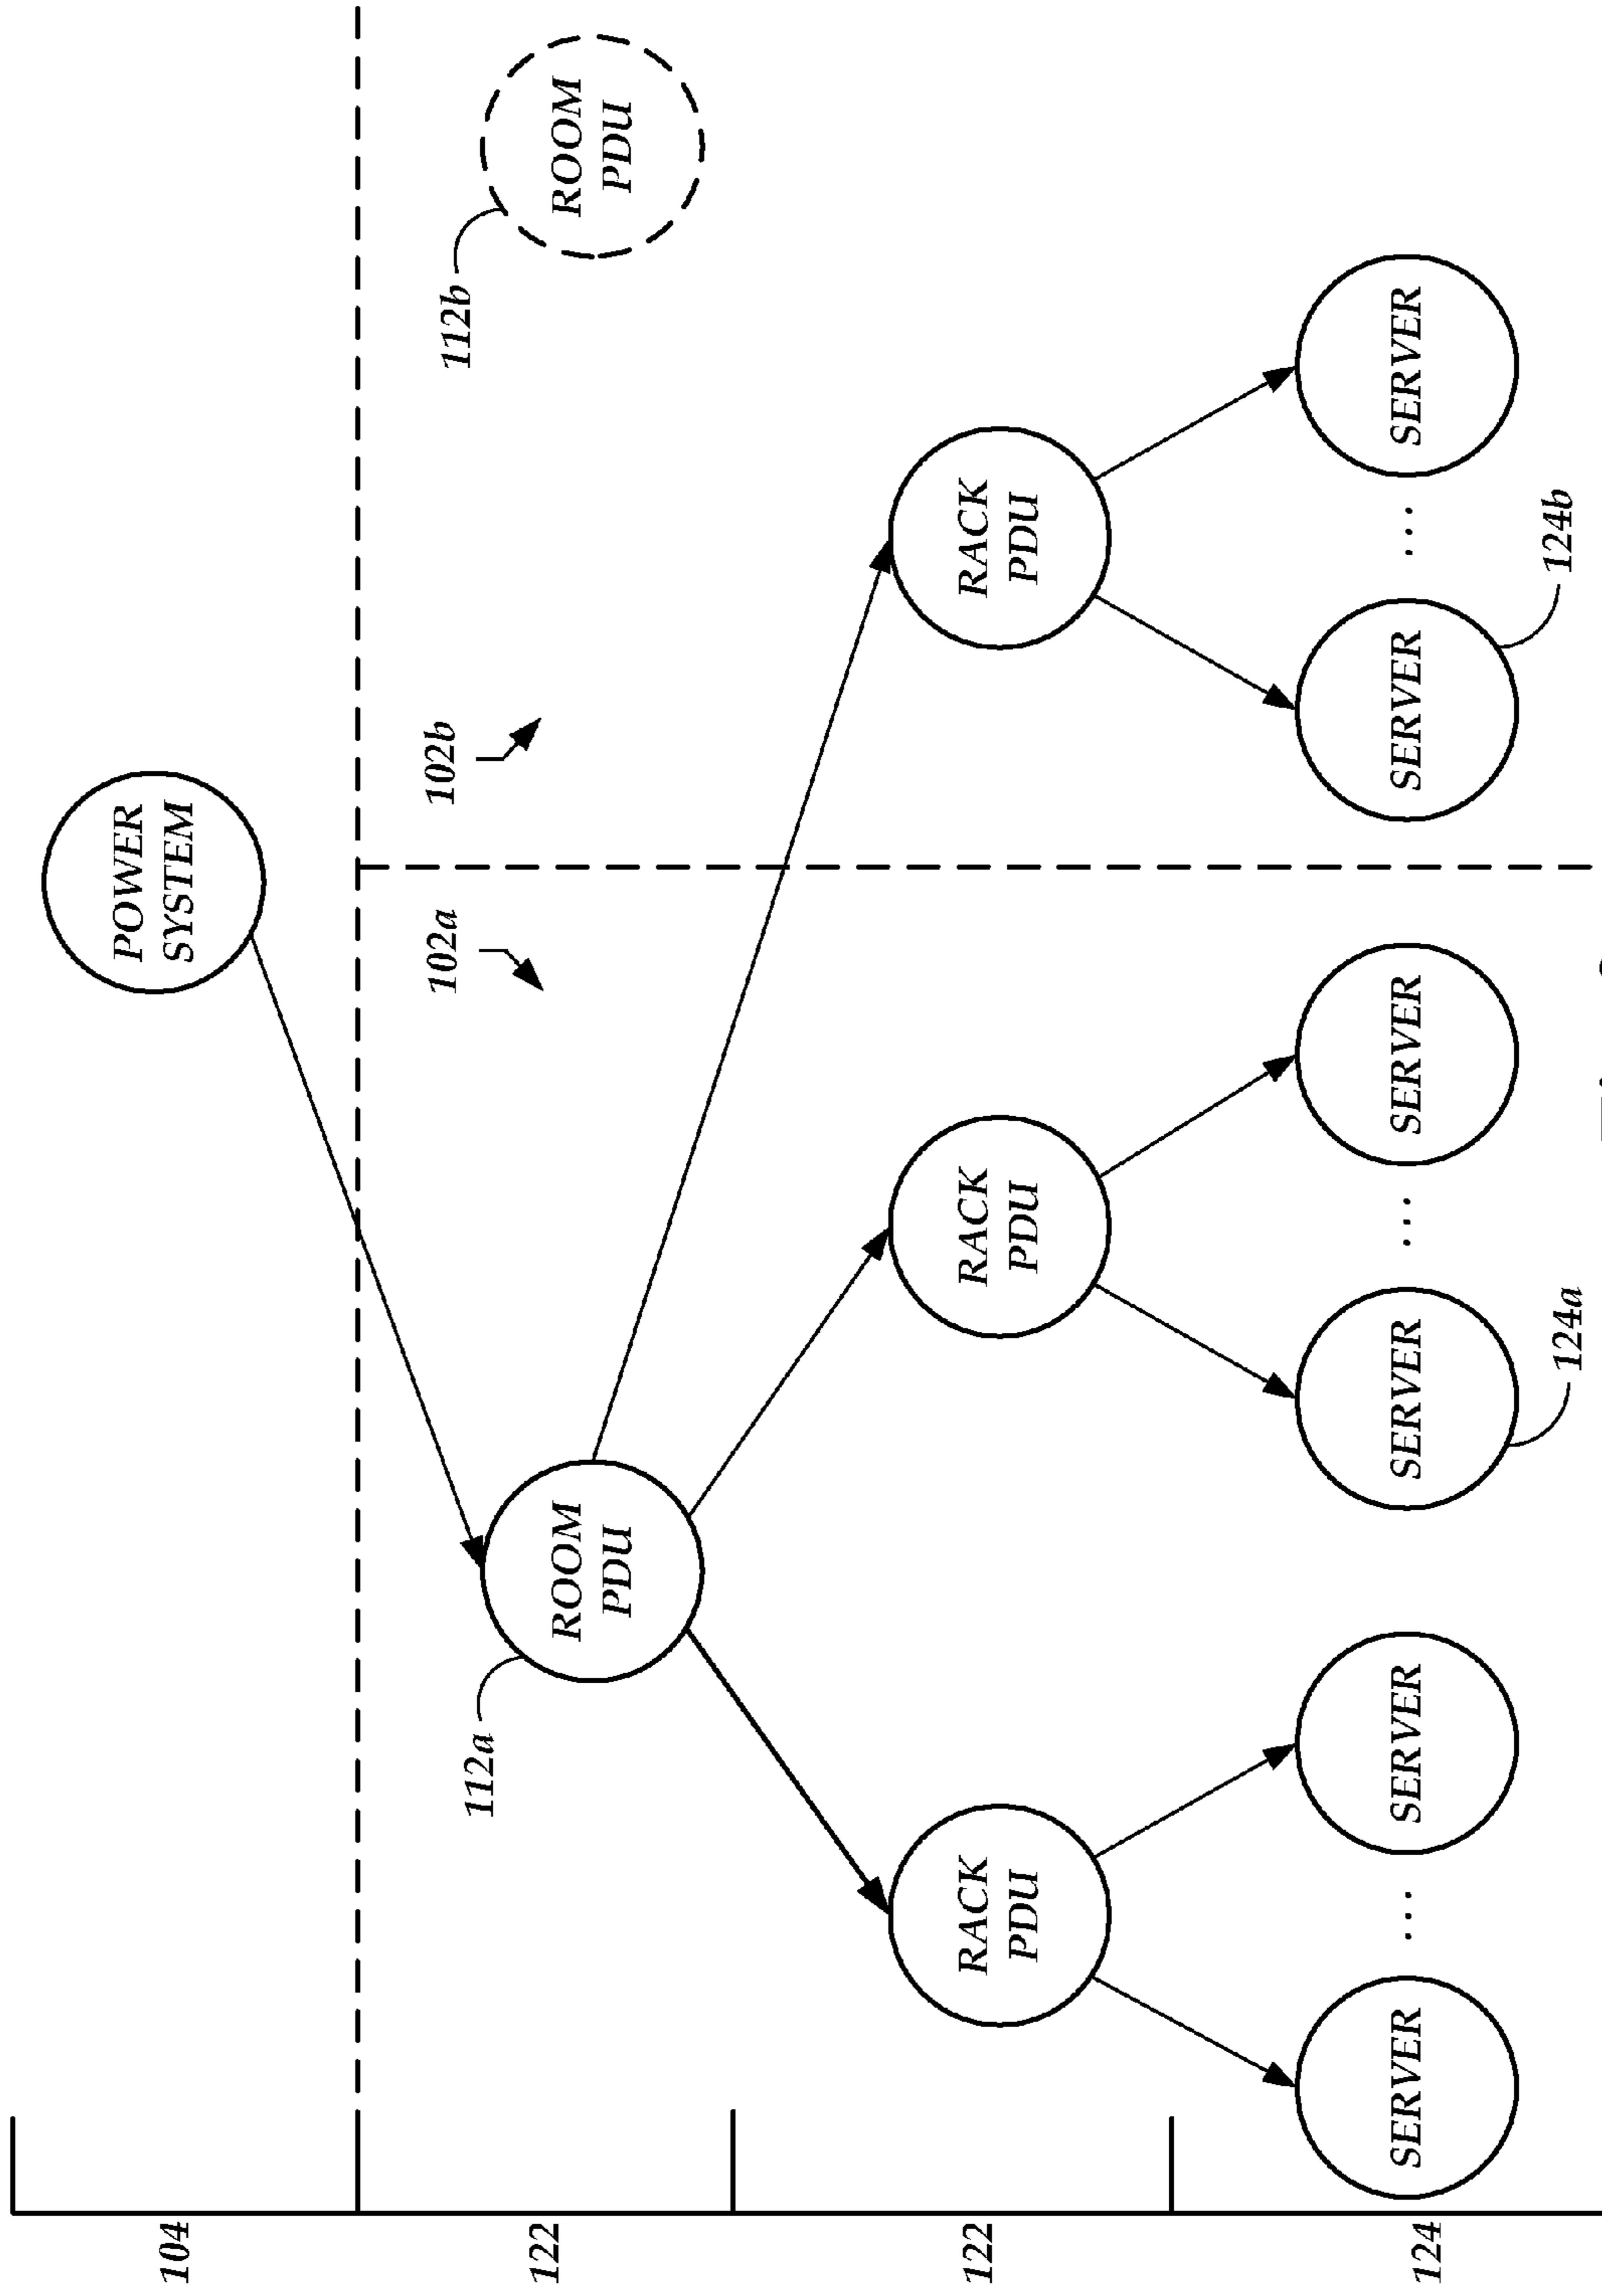 104
POWER
SYSTEM
102a
102b
112b
112a
122
ROOM
PDU
ROOM
PDU
122
RACK
PDU
RACK
PDU
RACK
PDU
124
SERVER
...
SERVER
SERVER
...
SERVER
SERVER
...
SERVER
124a
124b